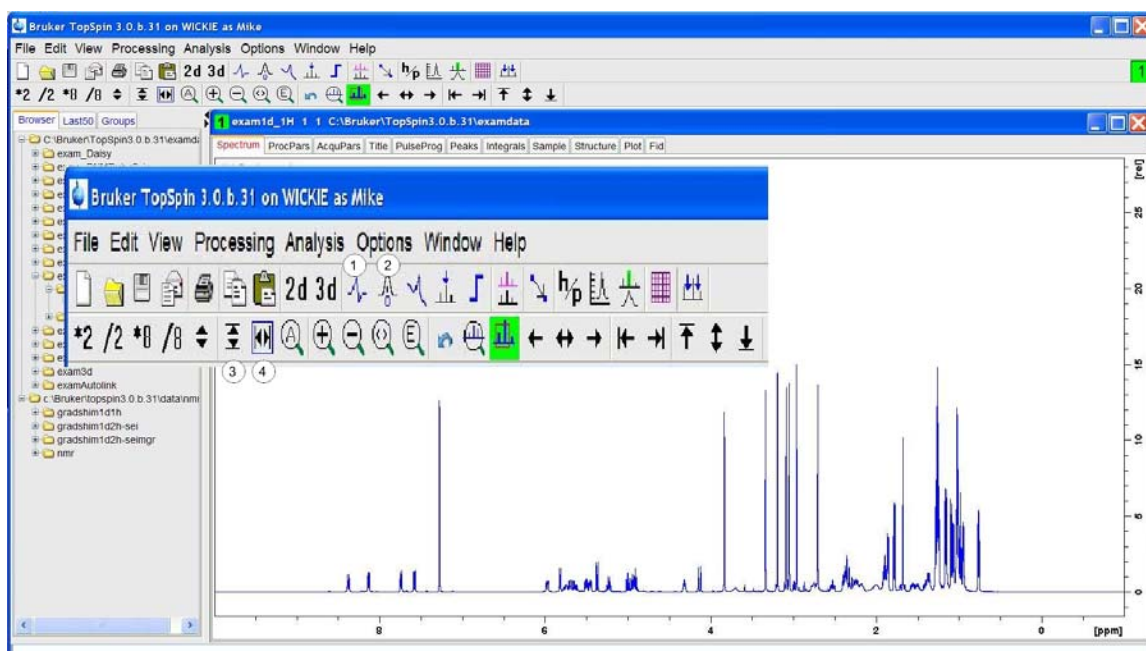 Bruker TopSpin 3.0.b.31 on WICKIE as Mike
File Edit View Processing Analysis Options Window Help
2d 3d h/p
1
*2 /2 *8 /8 A E
Browser Last50 Groups
1 exam1d_1H 1 1 C:\Bruker\TopSpin3.0.b.31\examdata
C:\Bruker\TopSpin3.0.b.31\examda
Spectrum ProcPars AcquPars Title PulseProg Peaks Integrals Sample Structure Plot Fid
exam_Daisy
Bruker TopSpin 3.0.b.31 on WICKIE as Mike
File Edit View Processing Analysis Options Window Help
1 2
2d 3d h/p
*2 /2 *8 /8 A E
3 4
exam3d
examAutolink
c:\Bruker\topspin3.0.b.31\data\nmr
gradshim1d1h
gradshim1d2h-sei
gradshim1d2h-seimgr
nmr
[rel]
25
20
15
10
5
0
8 6 4 2 0 [ppm]